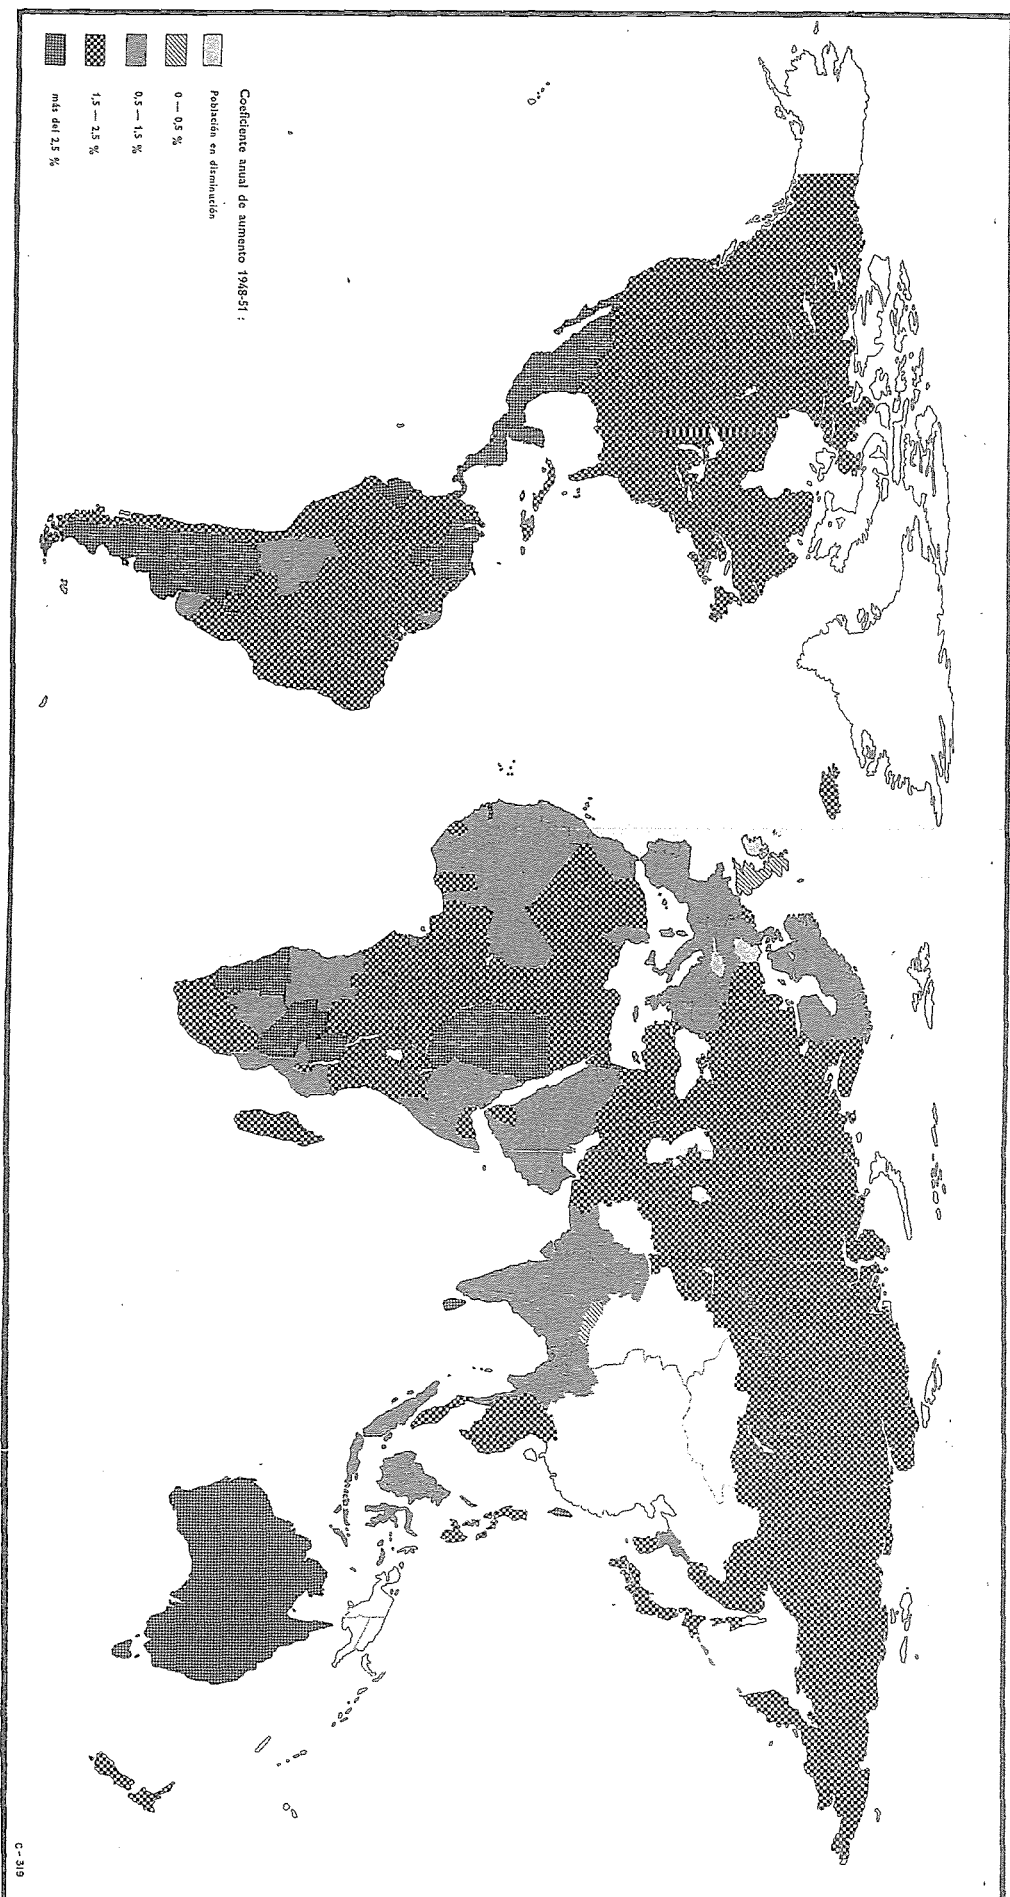 Coeficiente anual de aumento 1948-51 :
Población en disminución
0 — 0,5 %
0,5 — 1,5 %
1,5 — 2,5 %
más del 2,5 %
C-319